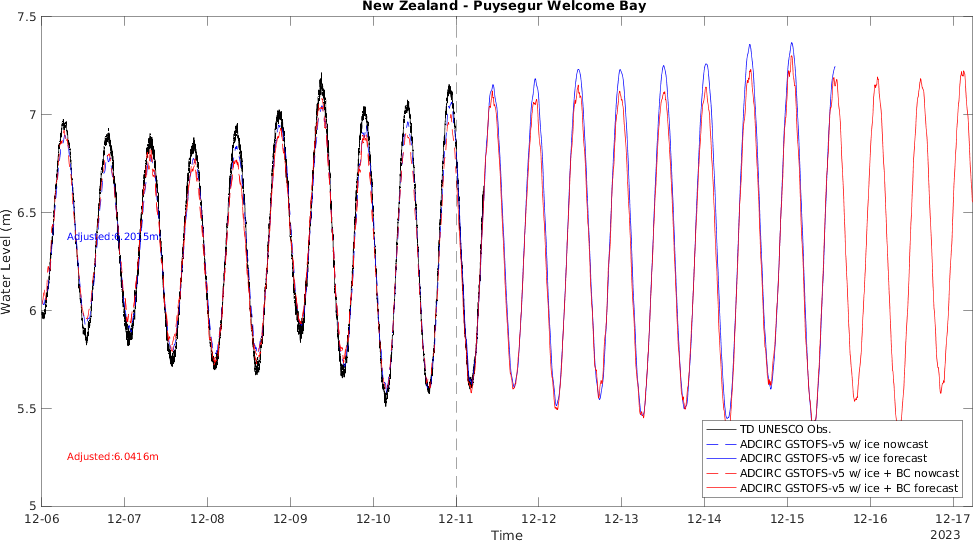 New Zealand - Puysegur Welcome Bay
7.5
7
6.5
6
5.5
5
Water Level (m)
Adjusted:6.2035m
Adjusted:6.0416m
TD UNESCO Obs.
ADCIRC GSTOFS-v5 w/ ice nowcast
ADCIRC GSTOFS-v5 w/ ice forecast
ADCIRC GSTOFS-v5 w/ ice + BC nowcast
ADCIRC GSTOFS-v5 w/ ice + BC forecast
12-06 12-07 12-08 12-09 12-10 12-11 12-12 12-13 12-14 12-15 12-16 12-17
Time
2023